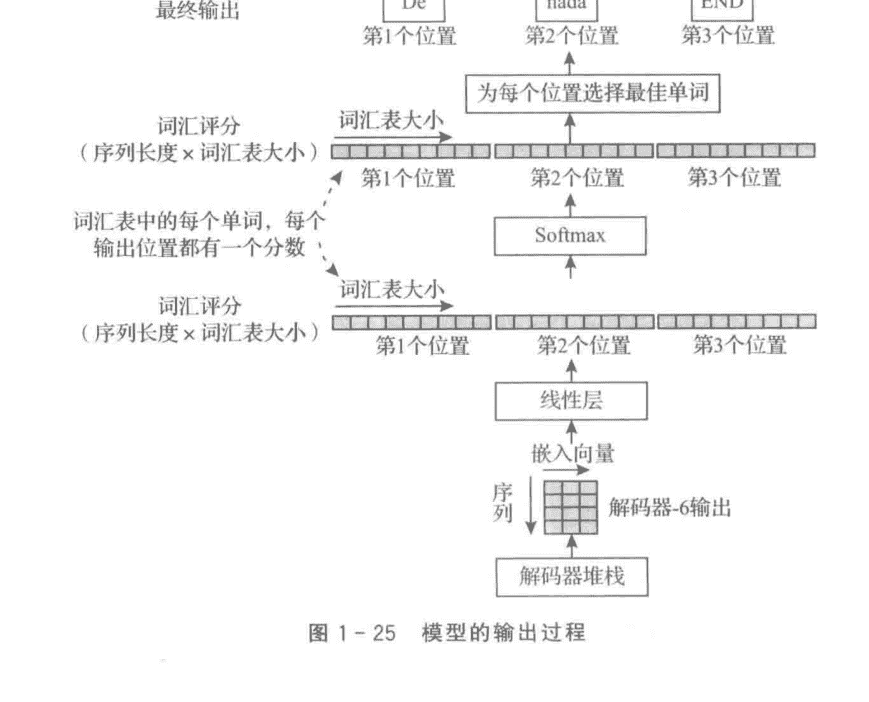 De
nada
END
最终输出
第1个位置
第2个位置
第3个位置
为每个位置选择最佳单词
词汇评分
词汇表大小
(序列长度×词汇表大小)
第1个位置
第2个位置
第3个位置
词汇表中的每个单词，每个
输出位置都有一个分数
Softmax
词汇表大小
词汇评分
(序列长度×词汇表大小)
第1个位置
第2个位置
第3个位置
线性层
嵌入向量
序
列
解码器-6输出
解码器堆栈
图 1-25 模型的输出过程